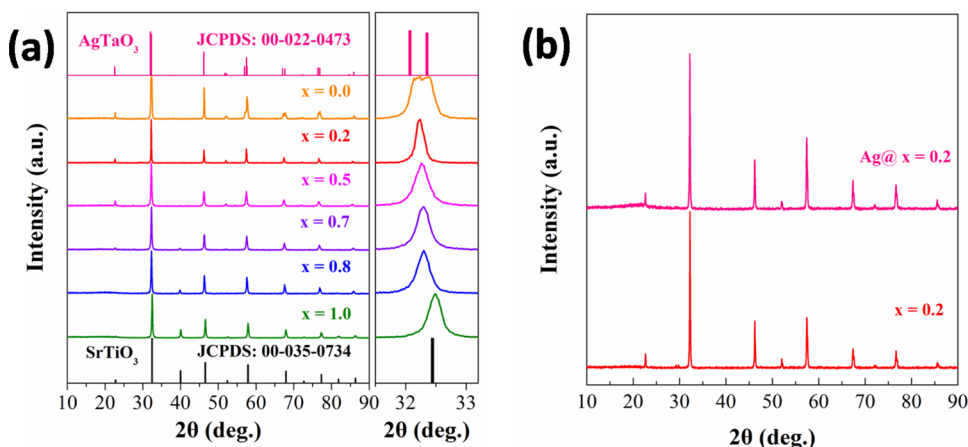 (a)
AgTaO3 JCPDS: 00-022-0473
x = 0.0
x = 0.2
x = 0.5
x = 0.7
x = 0.8
x = 1.0
SrTiO3 JCPDS: 00-035-0734
Intensity (a.u.)
10 20 30 40 50 60 70 80 90 32 33
2θ (deg.)
(b)
Ag@ x = 0.2
x = 0.2
Intensity (a.u.)
10 20 30 40 50 60 70 80 90
2θ (deg.)